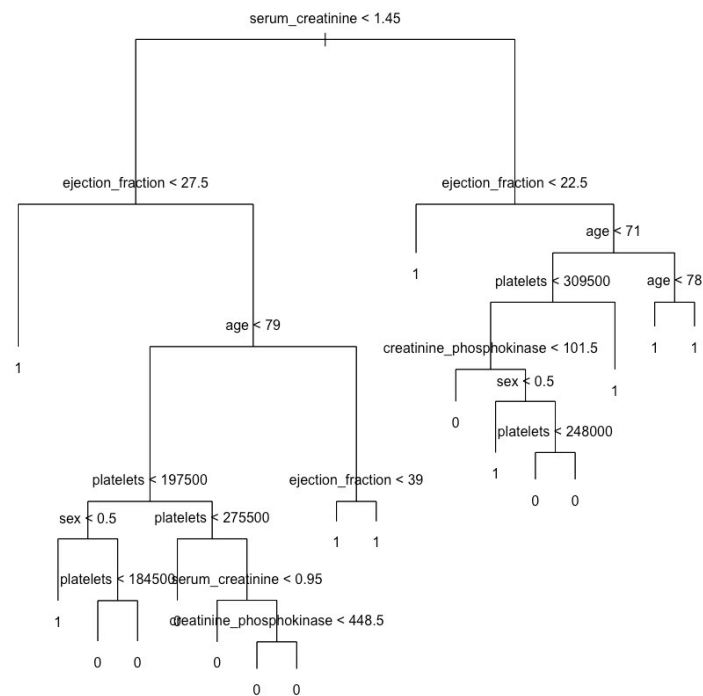 serum_creatinine < 1.45
ejection_fraction < 27.5
ejection_fraction < 22.5
age < 71
1
platelets < 309500
age < 78
age < 79
creatinine_phosphokinase < 101.5
1
1
1
sex < 0.5
1
0
platelets < 248000
1
platelets < 197500
ejection_fraction < 39
0
0
sex < 0.5
platelets < 275500
1
1
platelets < 184500
serum_creatinine < 0.95
1
0
creatinine_phosphokinase < 448.5
0
0
0
0
0